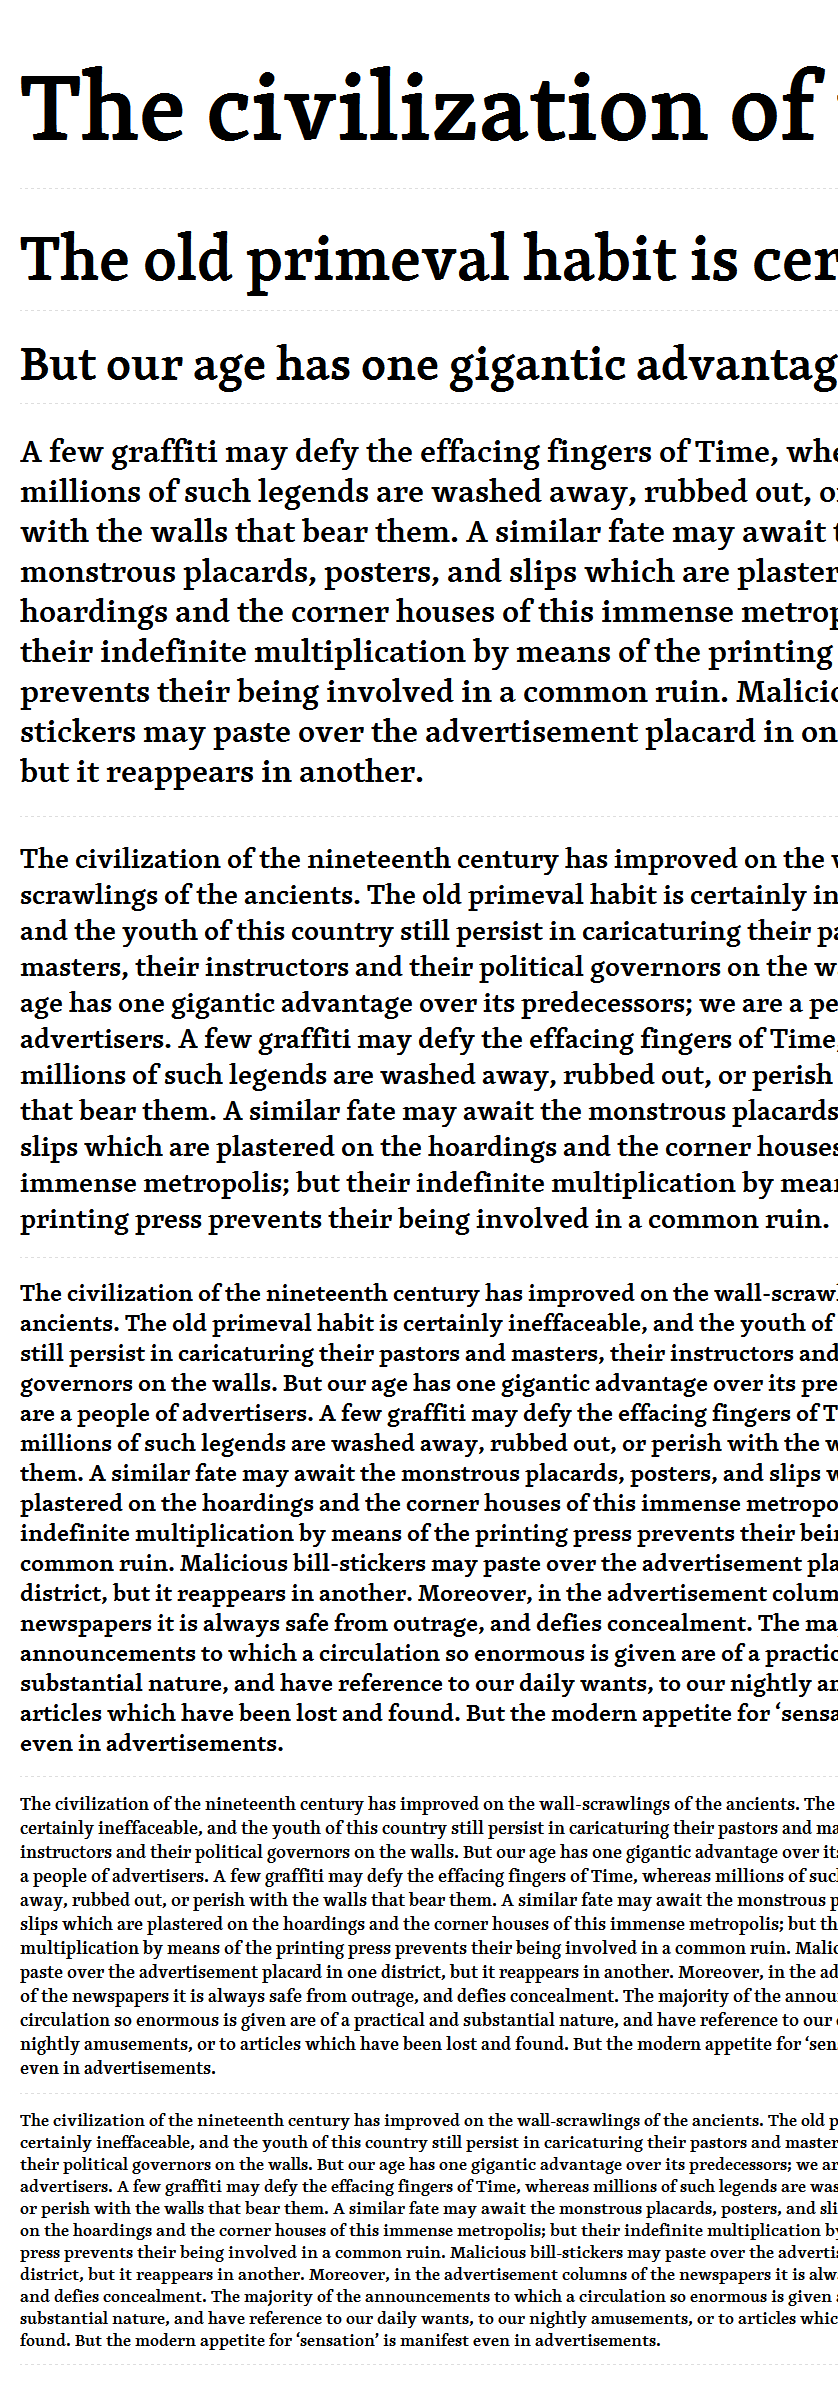 The civilization of
The old primeval habit is cer
But our age has one gigantic advantag
A few graffiti may defy the effacing fingers of Time, whe
millions of such legends are washed away, rubbed out, o
with the walls that bear them. A similar fate may await t
monstrous placards, posters, and slips which are plaster
hoardings and the corner houses of this immense metrop
their indefinite multiplication by means of the printing
prevents their being involved in a common ruin. Malicio
stickers may paste over the advertisement placard in on
but it reappears in another.
The civilization of the nineteenth century has improved on the
scrawlings of the ancients. The old primeval habit is certainly in
and the youth of this country still persist in caricaturing their pa
masters, their instructors and their political governors on the w
age has one gigantic advantage over its predecessors; we are a pe
advertisers. A few graffiti may defy the effacing fingers of Time,
millions of such legends are washed away, rubbed out, or perish
that bear them. A similar fate may await the monstrous placards
slips which are plastered on the hoardings and the corner houses
immense metropolis; but their indefinite multiplication by mean
printing press prevents their being involved in a common ruin.
The civilization of the nineteenth century has improved on the wall-scrawl
ancients. The old primeval habit is certainly ineffaceable, and the youth of
still persist in caricaturing their pastors and masters, their instructors and
governors on the walls. But our age has one gigantic advantage over its pre
are a people of advertisers. A few graffiti may defy the effacing fingers of T
millions of such legends are washed away, rubbed out, or perish with the w
them. A similar fate may await the monstrous placards, posters, and slips w
plastered on the hoardings and the corner houses of this immense metropo
indefinite multiplication by means of the printing press prevents their bein
common ruin. Malicious bill-stickers may paste over the advertisement pla
district, but it reappears in another. Moreover, in the advertisement colum
newspapers it is always safe from outrage, and defies concealment. The ma
announcements to which a circulation so enormous is given are of a practic
substantial nature, and have reference to our daily wants, to our nightly an
articles which have been lost and found. But the modern appetite for ‘sensa
even in advertisements.
The civilization of the nineteenth century has improved on the wall-scrawlings of the ancients. The
certainly ineffaceable, and the youth of this country still persist in caricaturing their pastors and ma
instructors and their political governors on the walls. But our age has one gigantic advantage over its
a people of advertisers. A few graffiti may defy the effacing fingers of Time, whereas millions of such
away, rubbed out, or perish with the walls that bear them. A similar fate may await the monstrous p
slips which are plastered on the hoardings and the corner houses of this immense metropolis; but th
multiplication by means of the printing press prevents their being involved in a common ruin. Malic
paste over the advertisement placard in one district, but it reappears in another. Moreover, in the ad
of the newspapers it is always safe from outrage, and defies concealment. The majority of the annou
circulation so enormous is given are of a practical and substantial nature, and have reference to our
nightly amusements, or to articles which have been lost and found. But the modern appetite for ‘sen
even in advertisements.
The civilization of the nineteenth century has improved on the wall-scrawlings of the ancients. The old p
certainly ineffaceable, and the youth of this country still persist in caricaturing their pastors and master
their political governors on the walls. But our age has one gigantic advantage over its predecessors; we ar
advertisers. A few graffiti may defy the effacing fingers of Time, whereas millions of such legends are was
or perish with the walls that bear them. A similar fate may await the monstrous placards, posters, and sli
on the hoardings and the corner houses of this immense metropolis; but their indefinite multiplication by
press prevents their being involved in a common ruin. Malicious bill-stickers may paste over the advertis
district, but it reappears in another. Moreover, in the advertisement columns of the newspapers it is alw
and defies concealment. The majority of the announcements to which a circulation so enormous is given
substantial nature, and have reference to our daily wants, to our nightly amusements, or to articles whic
found. But the modern appetite for ‘sensation’ is manifest even in advertisements.